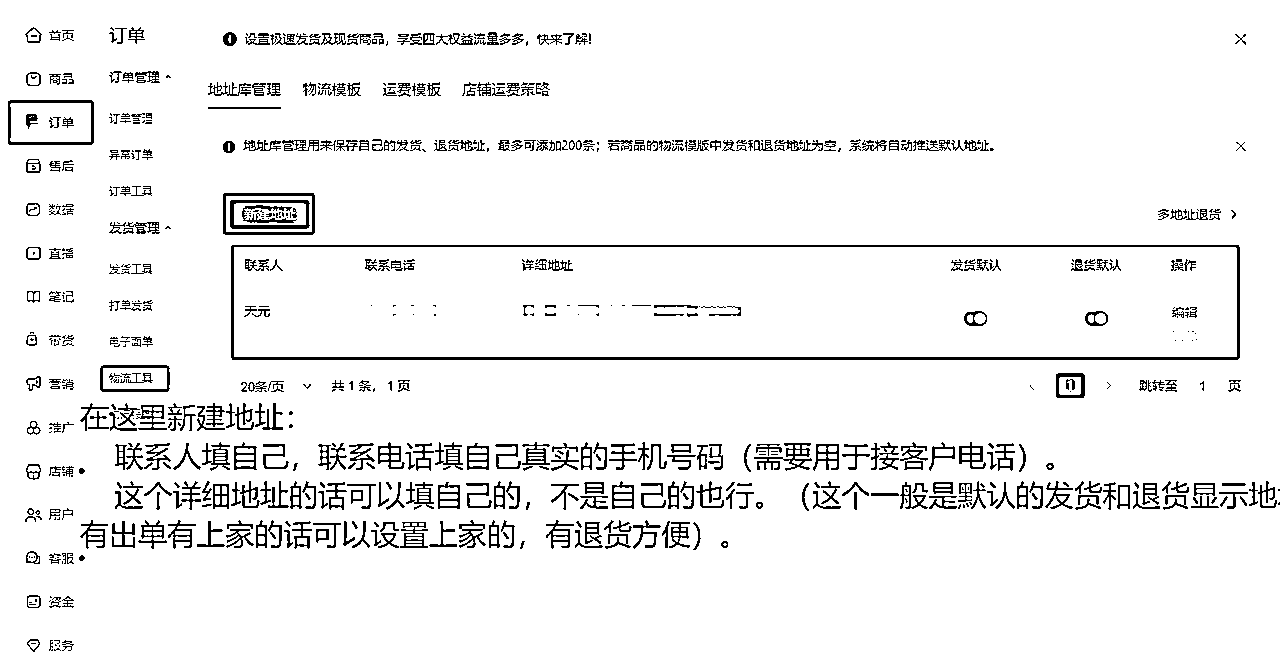 首页
商品
订单
售后
数据
直播
笔记
带货
营销
推广
店铺
用户
客服
资金
服务
订单
订单管理
订单管理
异常订单
订单工具
发货管理
发货工具
打单发货
电子面单
物流工具
设置极速发货及现货商品，享受四大权益流量多多，快来了解!
地址库管理 物流模板 运费模板 店铺运费策略
地址库管理用来保存自己的发货、退货地址，最多可添加200条；若商品的物流模版中发货和退货地址为空，系统将自动推送默认地址。
新建地址
多地址退货
联系人 联系电话 详细地址 发货默认 退货默认 操作
天元 编辑
20条/页 共 1 条，1 页 跳转至 1 页
在这里新建地址：
联系人填自己，联系电话填自己真实的手机号码（需要用于接客户电话）。
这个详细地址的话可以填自己的，不是自己的也行。（这个一般是默认的发货和退货显示地
有出单有上家的话可以设置上家的，有退货方便）。